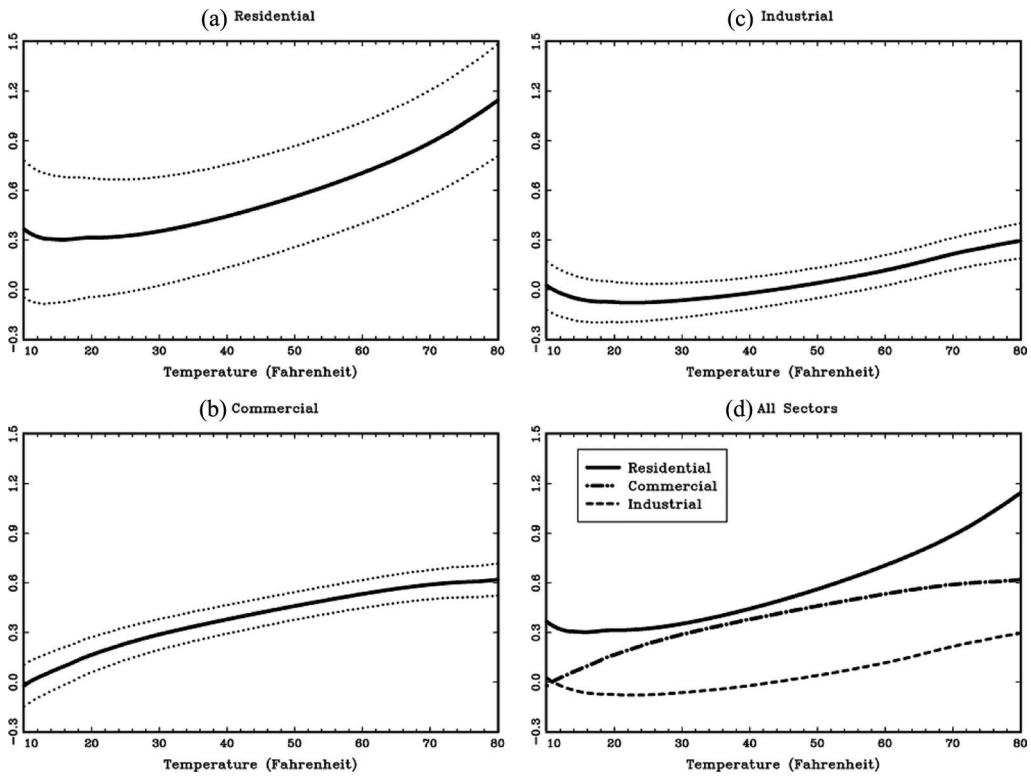 (a) Residential
1.5
1.2
0.9
0.6
0.3
0.0
-0.3
10 20 30 40 50 60 70 80
Temperature (Fahrenheit)
(c) Industrial
1.5
1.2
0.9
0.6
0.3
0.0
-0.3
10 20 30 40 50 60 70 80
Temperature (Fahrenheit)
(b) Commercial
1.5
1.2
0.9
0.6
0.3
0.0
-0.3
10 20 30 40 50 60 70 80
Temperature (Fahrenheit)
(d) All Sectors
Residential
Commercial
Industrial
1.5
1.2
0.9
0.6
0.3
0.0
-0.3
10 20 30 40 50 60 70 80
Temperature (Fahrenheit)